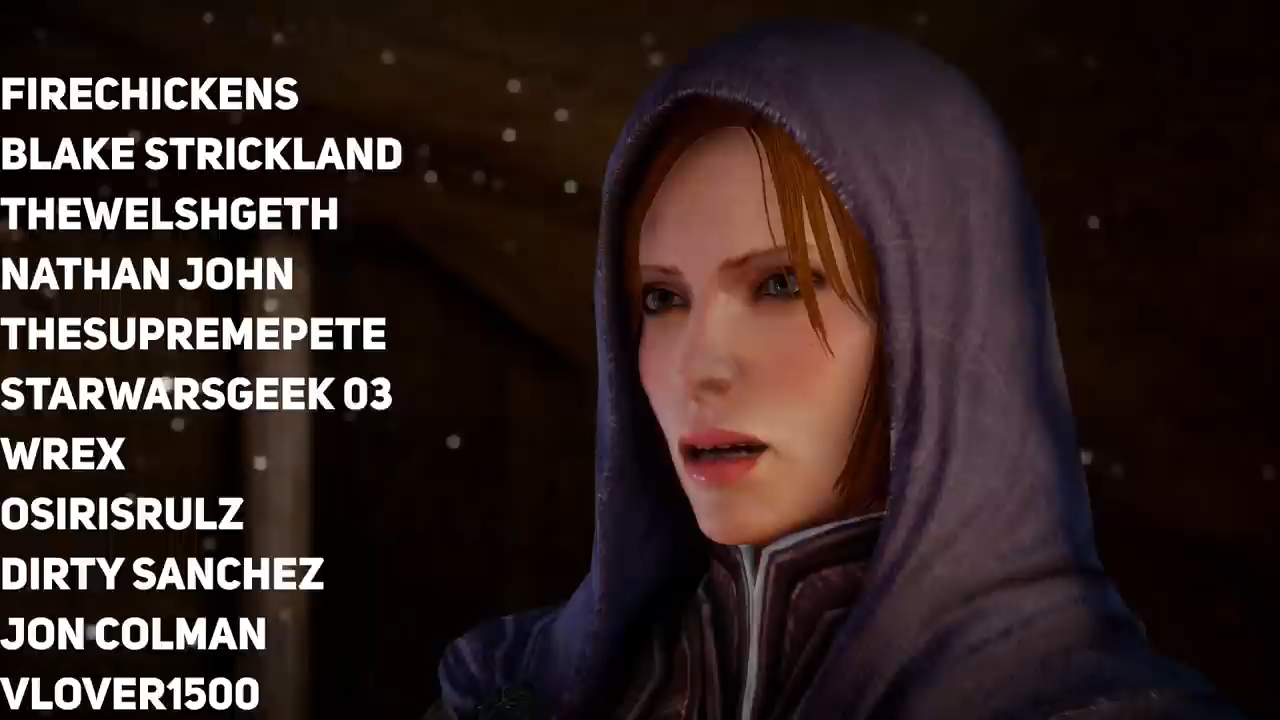 FIRECHICKENS
BLAKE STRICKLAND
THEWELSHGETH
NATHAN JOHN
THESUPREMEPETE
STARWARSGEEK 03
WREX
OSIRISRULZ
DIRTY SANCHEZ
JON COLMAN
VLOVER1500